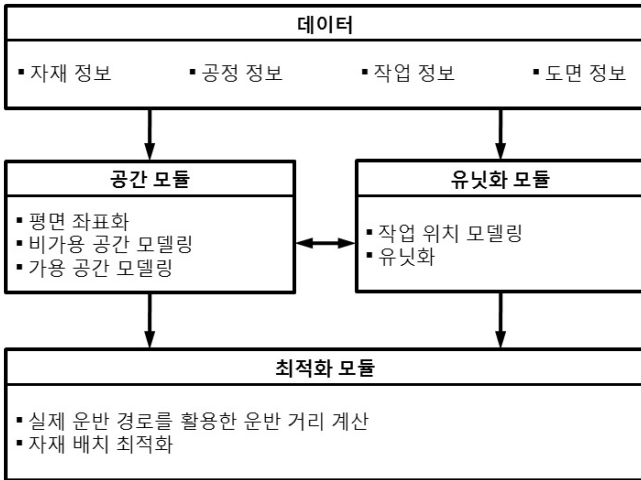 데이터
▪ 자재 정보 ▪ 공정 정보 ▪ 작업 정보 ▪ 도면 정보
공간 모듈
▪ 평면 좌표화
▪ 비가용 공간 모델링
▪ 가용 공간 모델링
유닛화 모듈
▪ 작업 위치 모델링
▪ 유닛화
최적화 모듈
▪ 실제 운반 경로를 활용한 운반 거리 계산
▪ 자재 배치 최적화